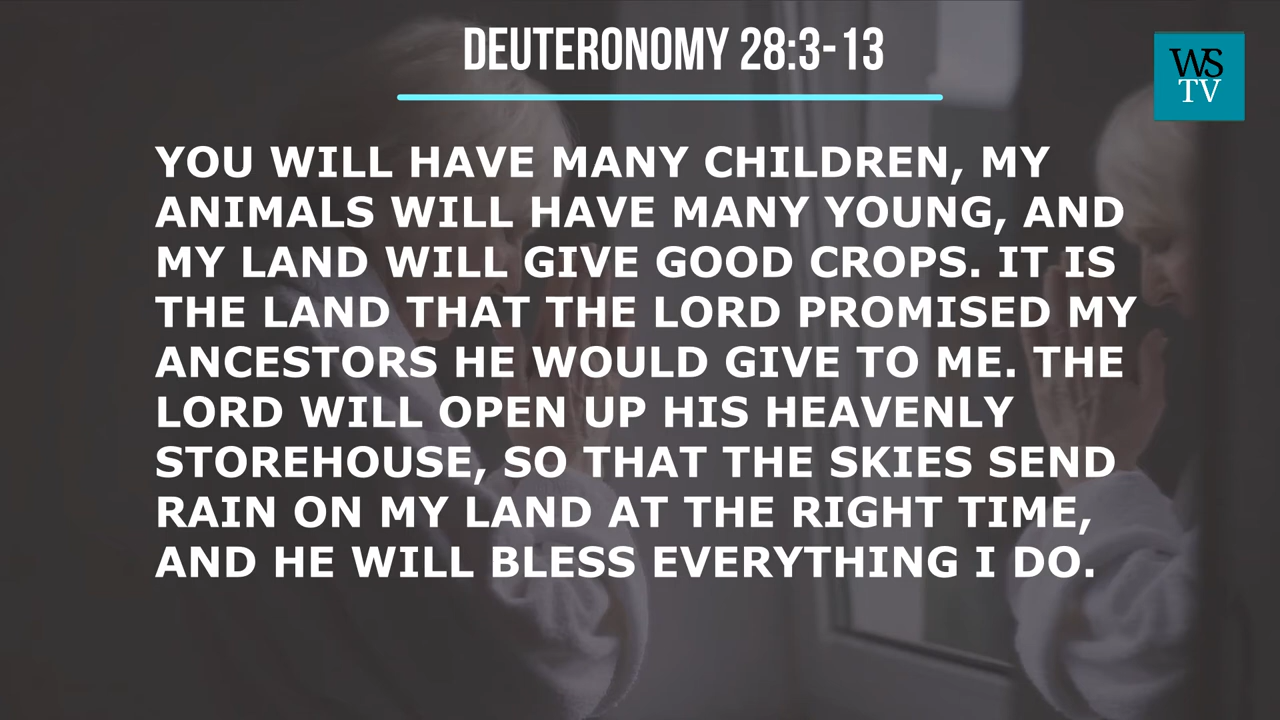 DEUTERONOMY 28:3-13
WS
TV
YOU WILL HAVE MANY CHILDREN, MY
ANIMALS WILL HAVE MANY YOUNG, AND
MY LAND WILL GIVE GOOD CROPS. IT IS
THE LAND THAT THE LORD PROMISED MY
ANCESTORS HE WOULD GIVE TO ME. THE
LORD WILL OPEN UP HIS HEAVENLY
STOREHOUSE, SO THAT THE SKIES SEND
RAIN ON MY LAND AT THE RIGHT TIME,
AND HE WILL BLESS EVERYTHING I DO.